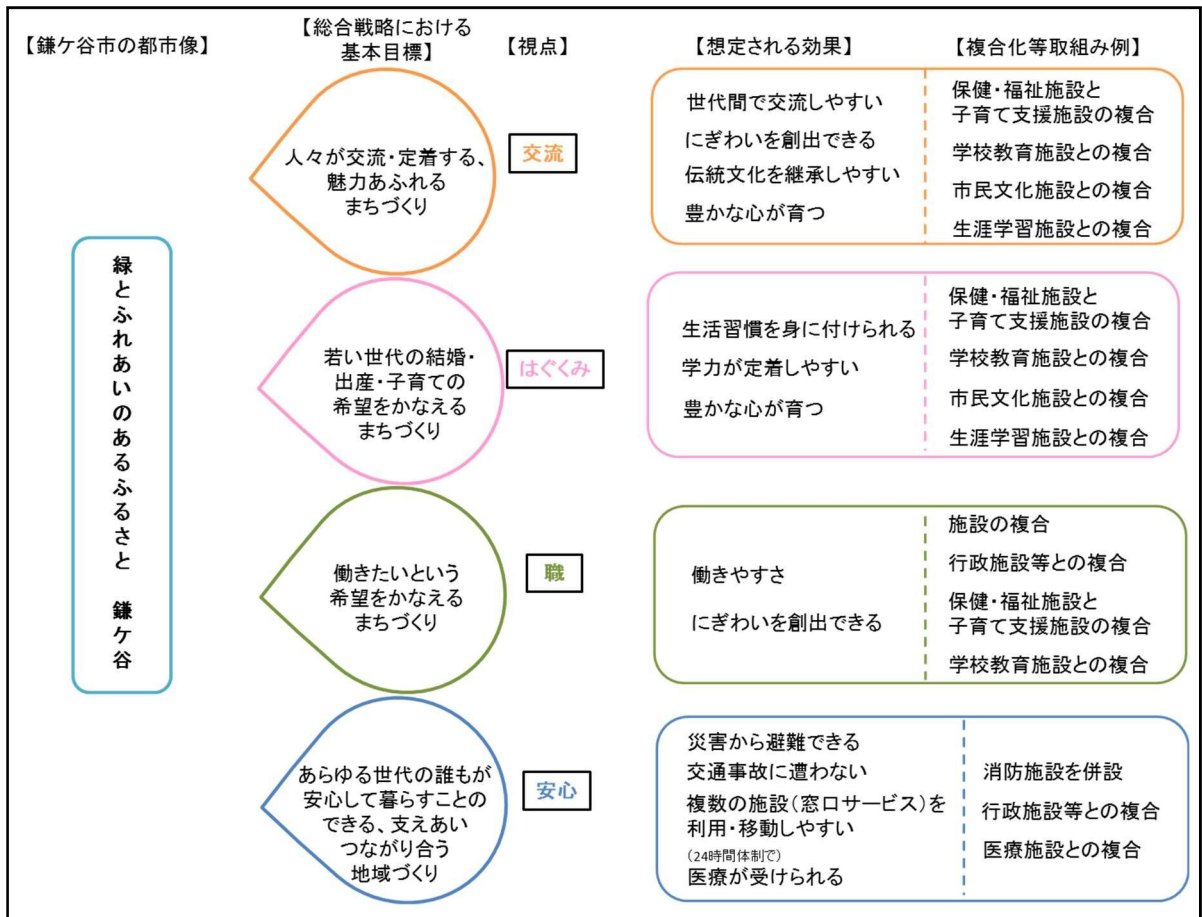 【鎌ケ谷市の都市像】
【総合戦略における
基本目標】
【視点】
【想定される効果】
【複合化等取組み例】
緑とふれあいのあるふるさと 鎌ケ谷
人々が交流・定着する、
魅力あふれる
まちづくり
交流
世代間で交流しやすい
にぎわいを創出できる
伝統文化を継承しやすい
豊かな心が育つ
保健・福祉施設と
子育て支援施設の複合
学校教育施設との複合
市民文化施設との複合
生涯学習施設との複合
若い世代の結婚・
出産・子育ての
希望をかなえる
まちづくり
はぐくみ
生活習慣を身に付けられる
学力が定着しやすい
豊かな心が育つ
保健・福祉施設と
子育て支援施設の複合
学校教育施設との複合
市民文化施設との複合
生涯学習施設との複合
働きたいという
希望をかなえる
まちづくり
職
働きやすさ
にぎわいを創出できる
施設の複合
行政施設等との複合
保健・福祉施設と
子育て支援施設の複合
学校教育施設との複合
あらゆる世代の誰もが
安心して暮らすことの
できる、支えあい
つながり合う
地域づくり
安心
災害から避難できる
交通事故に遭わない
複数の施設(窓口サービス)を
利用・移動しやすい
(24時間体制で)
医療が受けられる
消防施設を併設
行政施設等との複合
医療施設との複合